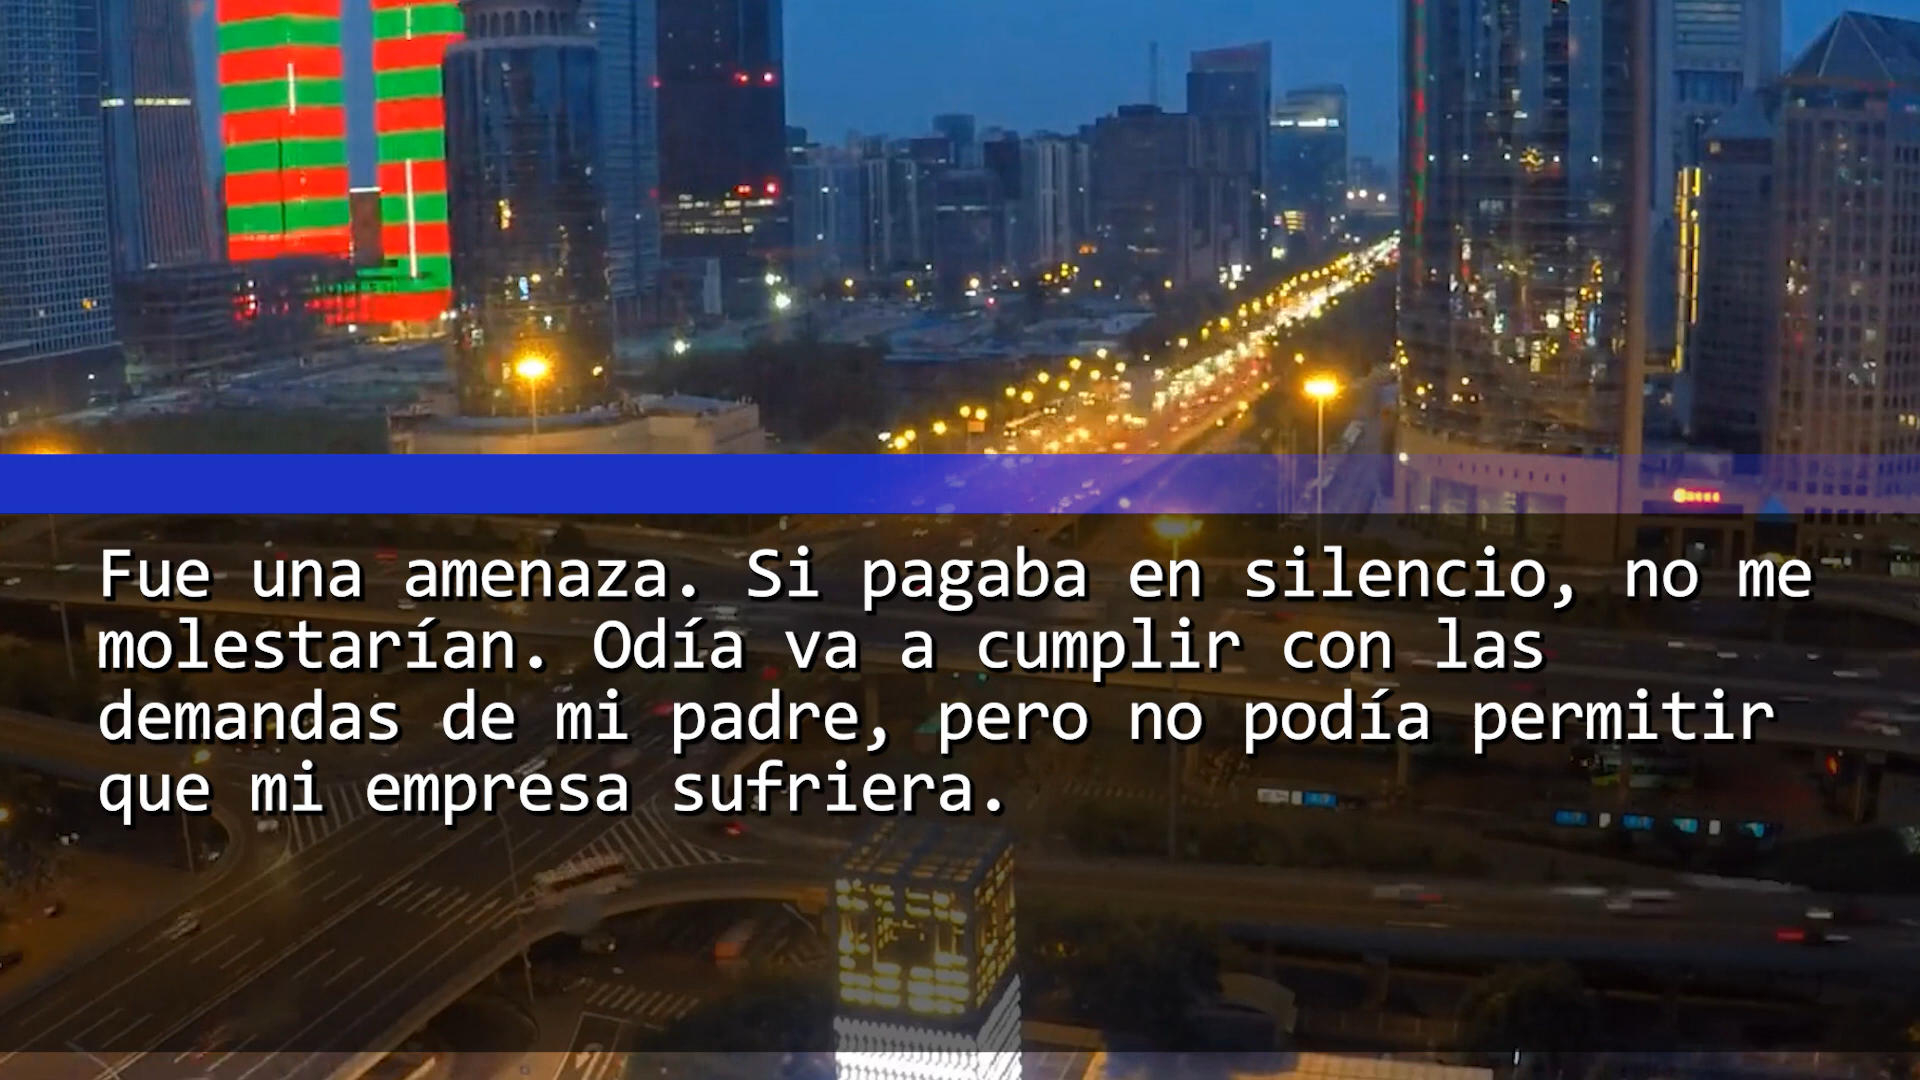 Fue una amenaza. Si pagaba en silencio, no me
molestarían. Odía va a cumplir con las
demandas de mi padre, pero no podía permitir
que mi empresa sufriera.